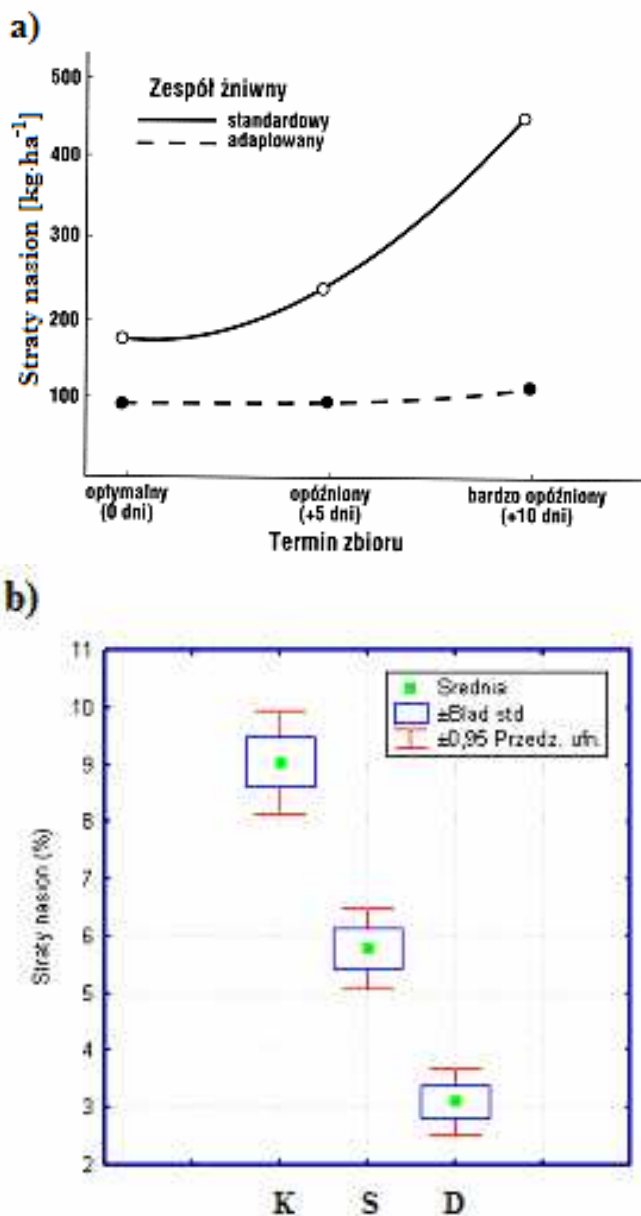 a)
500
400
300
200
100
Straty nasion [kg·ha⁻¹]
Zespół żniwny
standardowy
adaptowany
optymalny
(0 dni)
opóźniony
(+5 dni)
bardzo opóźniony
(+10 dni)
Termin zbioru
b)
11
10
9
8
7
6
5
4
3
2
Straty nasion (%)
Średnia
±Błąd std
±0,95 Przedz. ufn.
K S D